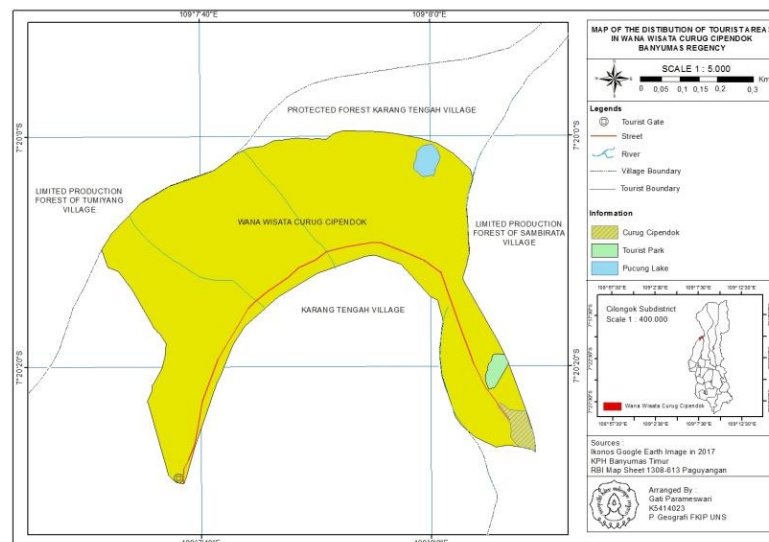 109°7'40"E
109°8'0"E
7°20'0"S
7°20'0"S
PROTECTED FOREST KARANG TENGAH VILLAGE
LIMITED PRODUCTION
FOREST OF TUMIYANG
VILLAGE
WANA WISATA CURUG CIPENDOK
LIMITED PRODUCTION
FOREST OF SAMBIRATA
VILLAGE
KARANG TENGAH VILLAGE
7°20'20"S
7°20'20"S
MAP OF THE DISTIBUTION OF TOURIST AREAS
IN WANA WISATA CURUG CIPENDOK
BANYUMAS REGENCY
SCALE 1 : 5.000
Km
0 0,05 0,1 0,15 0,2 0,3
Legends
Tourist Gate
Street
River
Village Boundary
Tourist Boundary
Information
Curug Cipendok
Tourist Park
Pucung Lake
Cilongok Subdistrict
Scale 1 : 400.000
Wana Wisata Curug Cipendok
Sources :
Ikonos Google Earth Image in 2017
KPH Banyumas Timur
RBI Map Sheet 1308-613 Paguyangan
Arranged By :
Gati Parameswari
K5414023
P. Geografi FKIP UNS